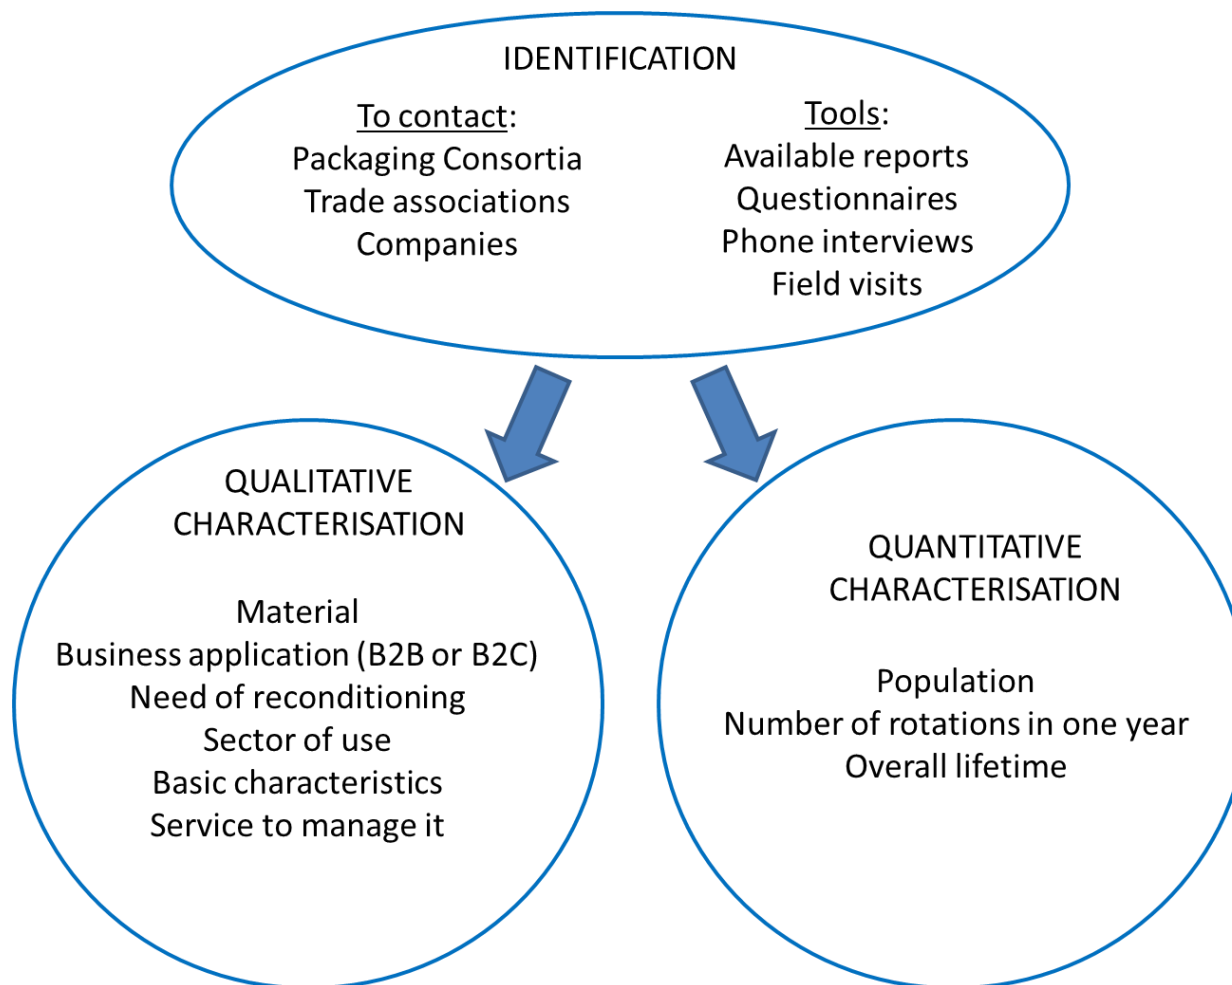 IDENTIFICATION
To contact:
Packaging Consortia
Trade associations
Companies
Tools:
Available reports
Questionnaires
Phone interviews
Field visits
QUALITATIVE
CHARACTERISATION
Material
Business application (B2B or B2C)
Need of reconditioning
Sector of use
Basic characteristics
Service to manage it
QUANTITATIVE
CHARACTERISATION
Population
Number of rotations in one year
Overall lifetime